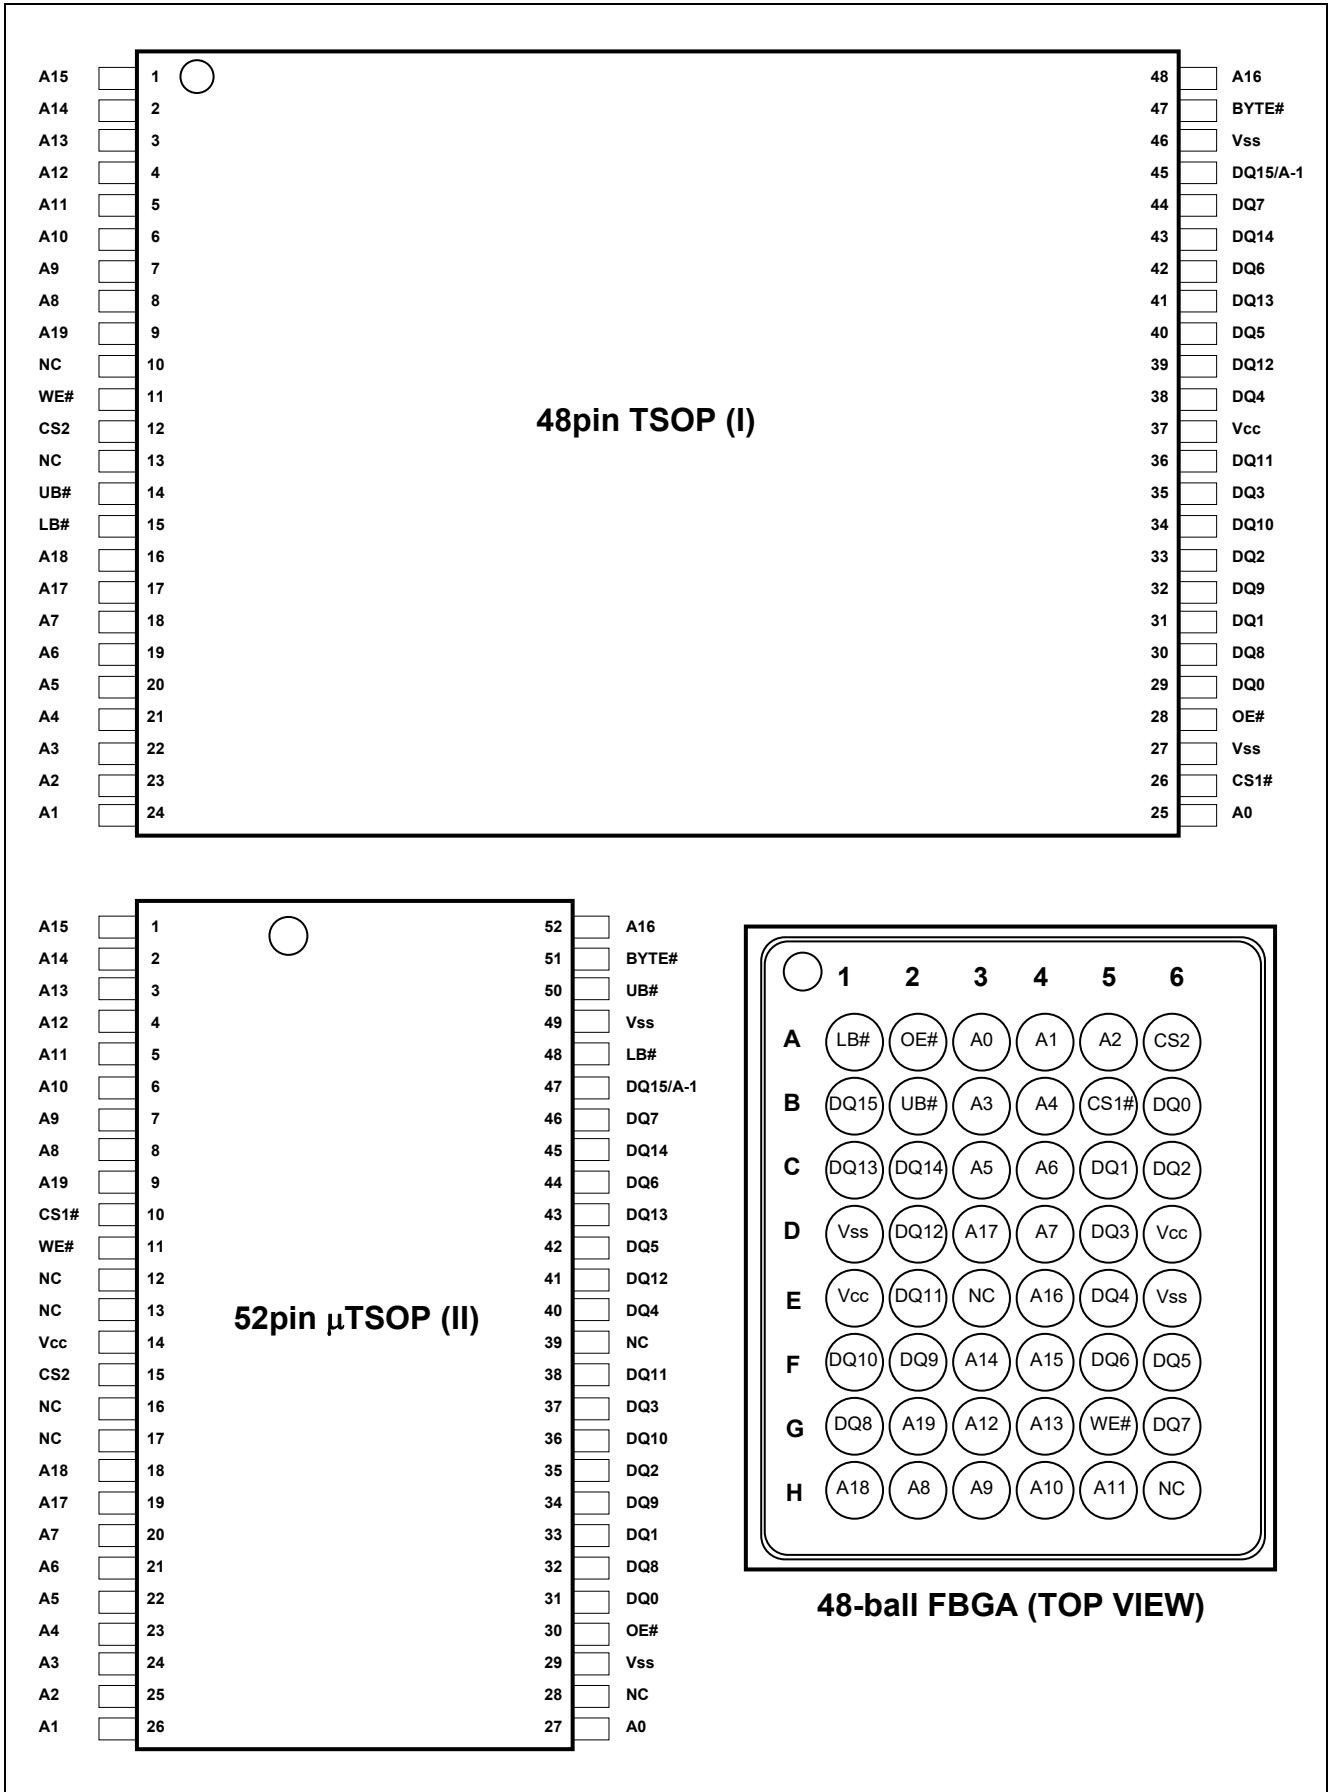 A15 1 48 A16
A14 2 47 BYTE#
A13 3 46 Vss
A12 4 45 DQ15/A-1
A11 5 44 DQ7
A10 6 43 DQ14
A9 7 42 DQ6
A8 8 41 DQ13
A19 9 40 DQ5
NC 10 39 DQ12
WE# 11 38 DQ4
CS2 12 37 Vcc
NC 13 36 DQ11
UB# 14 35 DQ3
LB# 15 34 DQ10
A18 16 33 DQ2
A17 17 32 DQ9
A7 18 31 DQ1
A6 19 30 DQ8
A5 20 29 DQ0
A4 21 28 OE#
A3 22 27 Vss
A2 23 26 CS1#
A1 24 25 A0
48pin TSOP (I)
A15 1 52 A16
A14 2 51 BYTE#
A13 3 50 UB#
A12 4 49 Vss
A11 5 48 LB#
A10 6 47 DQ15/A-1
A9 7 46 DQ7
A8 8 45 DQ14
A19 9 44 DQ6
CS1# 10 43 DQ13
WE# 11 42 DQ5
NC 12 41 DQ12
NC 13 40 DQ4
Vcc 14 39 NC
CS2 15 38 DQ11
NC 16 37 DQ3
NC 17 36 DQ10
A18 18 35 DQ2
A17 19 34 DQ9
A7 20 33 DQ1
A6 21 32 DQ8
A5 22 31 DQ0
A4 23 30 OE#
A3 24 29 Vss
A2 25 28 NC
A1 26 27 A0
52pin µTSOP (II)
1 2 3 4 5 6
A LB# OE# A0 A1 A2 CS2
B DQ15 UB# A3 A4 CS1# DQ0
C DQ13 DQ14 A5 A6 DQ1 DQ2
D Vss DQ12 A17 A7 DQ3 Vcc
E Vcc DQ11 NC A16 DQ4 Vss
F DQ10 DQ9 A14 A15 DQ6 DQ5
G DQ8 A19 A12 A13 WE# DQ7
H A18 A8 A9 A10 A11 NC
48-ball FBGA (TOP VIEW)